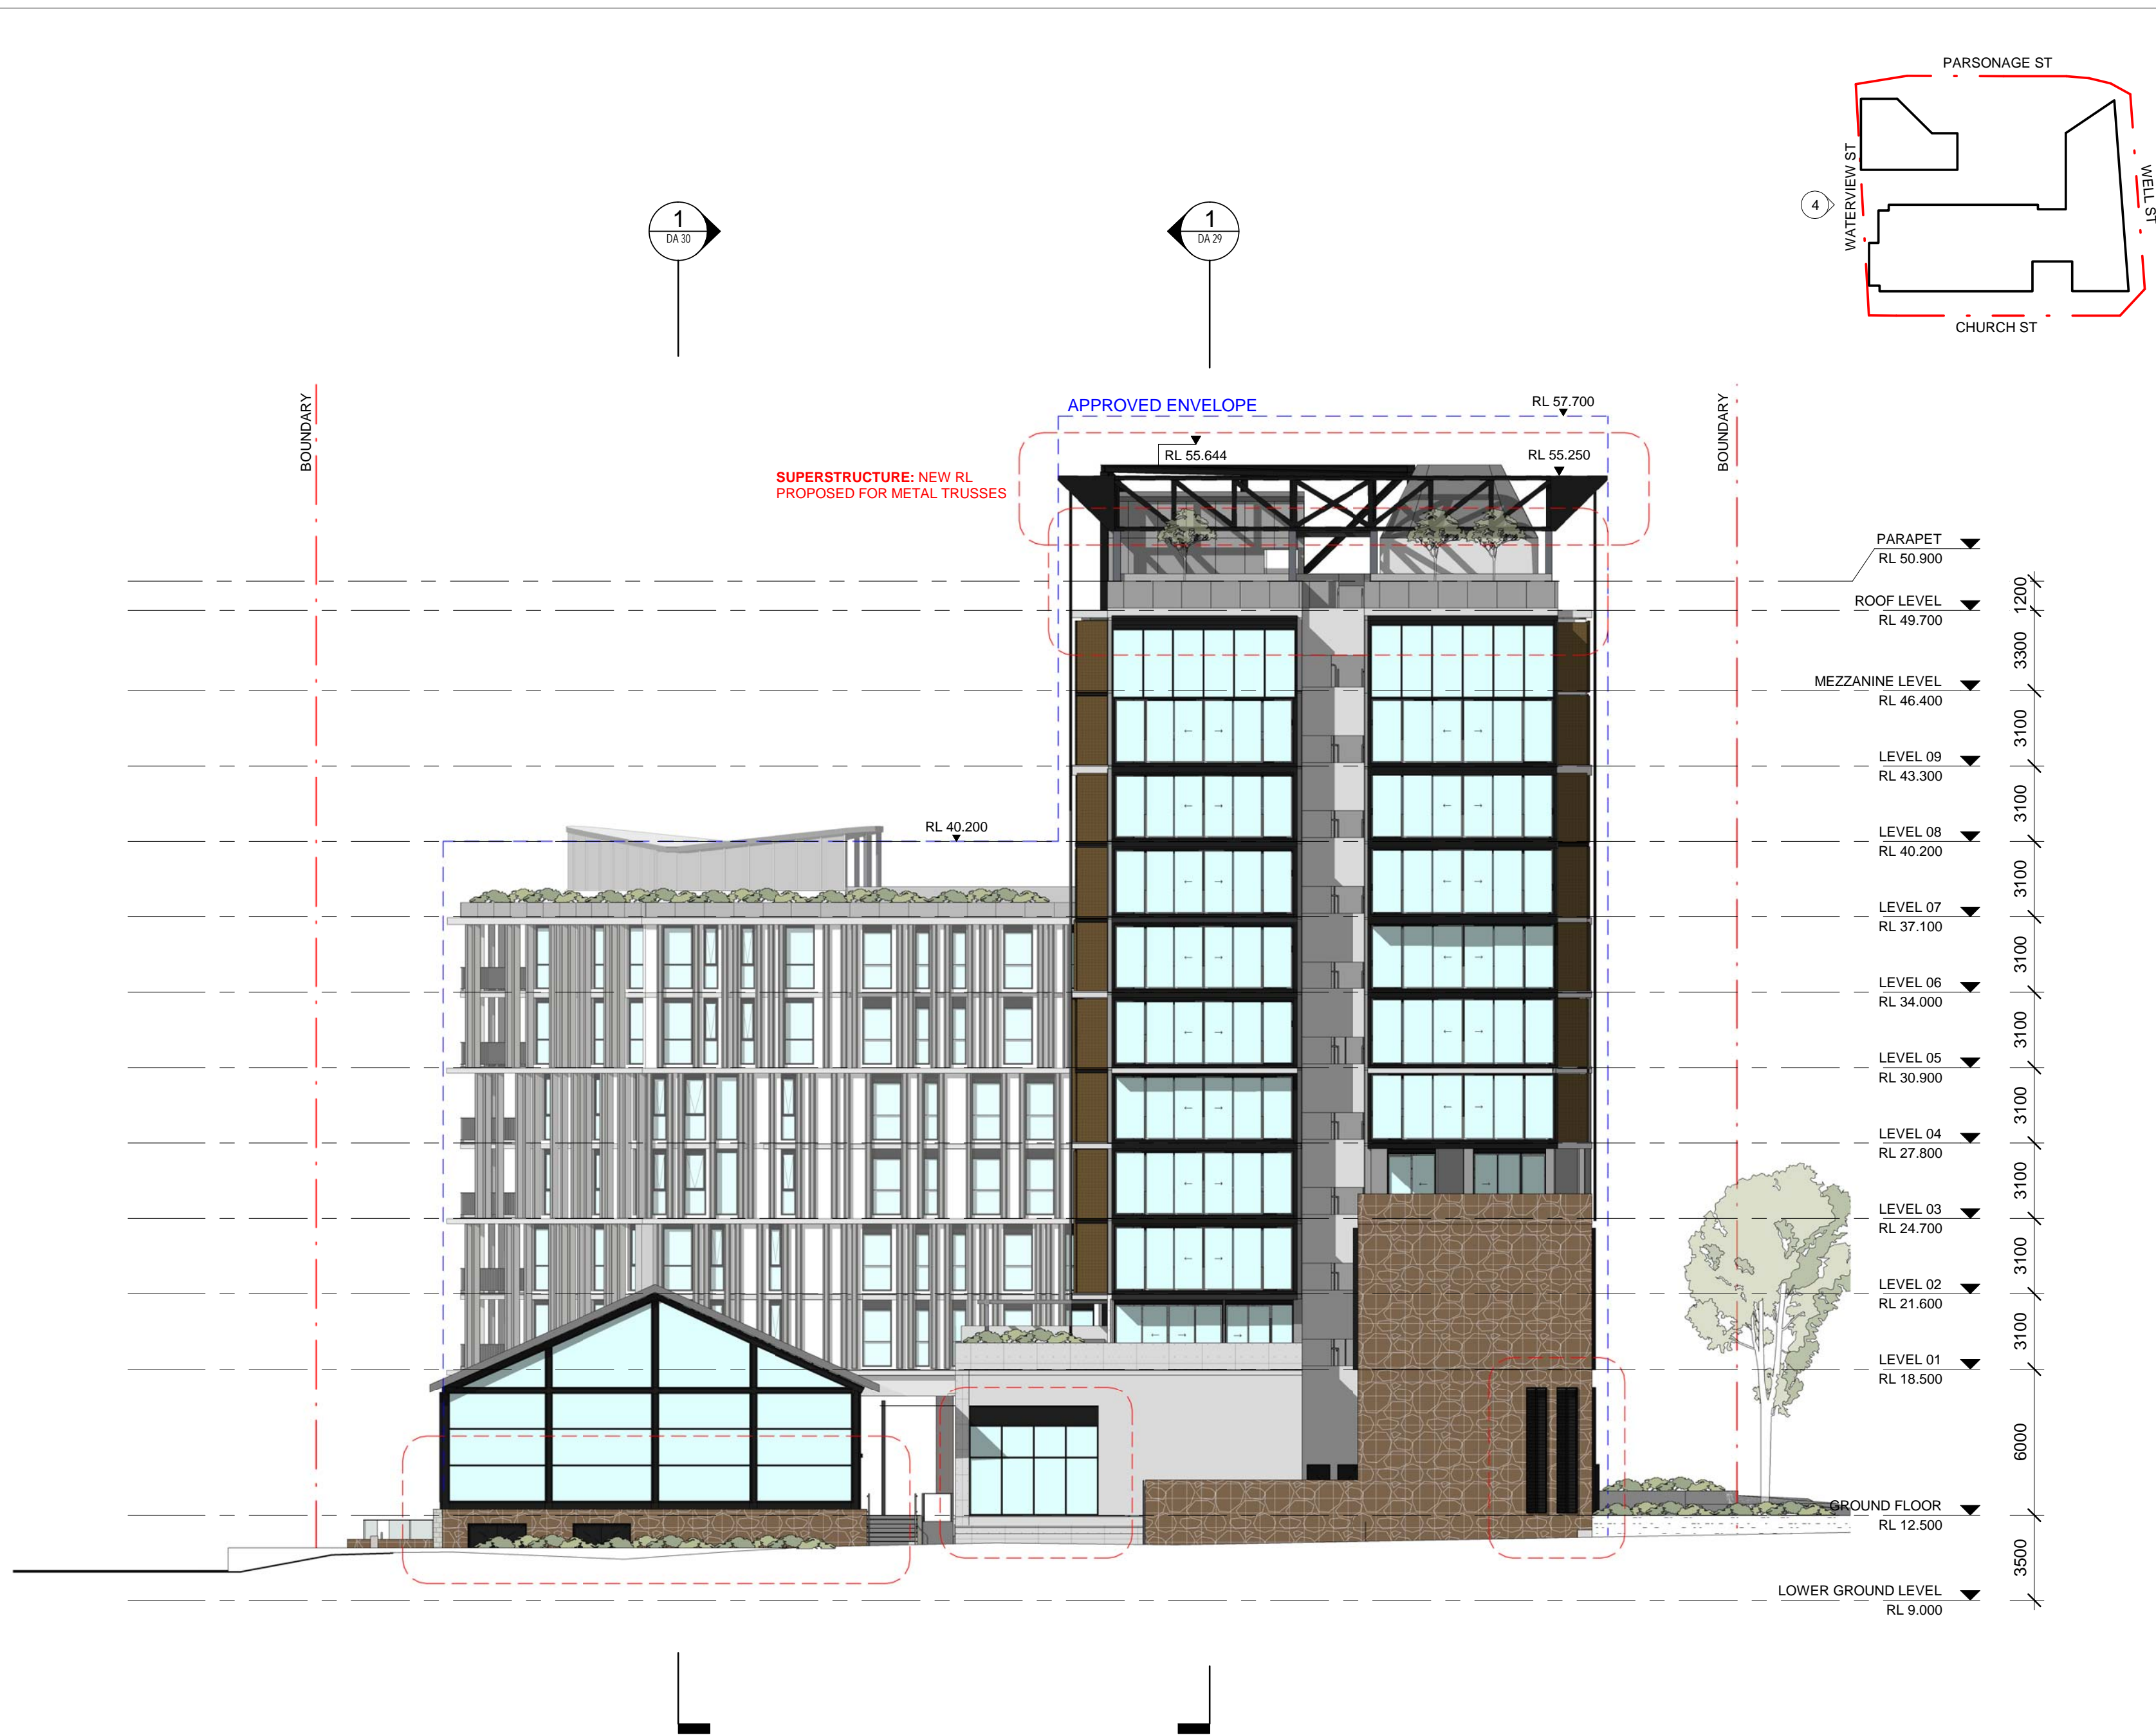 PARSONAGE ST
WATERVIEW ST
WELL ST
4
CHURCH ST
1
DA 30
1
DA 29
BOUNDARY
APPROVED ENVELOPE
RL 57.700
BOUNDARY
RL 55.644
RL 55.250
SUPERSTRUCTURE: NEW RL
PROPOSED FOR METAL TRUSSES
PARAPET
RL 50.900
1200
ROOF LEVEL
RL 49.700
3300
MEZZANINE LEVEL
RL 46.400
3100
LEVEL 09
RL 43.300
3100
RL 40.200
LEVEL 08
RL 40.200
3100
LEVEL 07
RL 37.100
3100
LEVEL 06
RL 34.000
3100
LEVEL 05
RL 30.900
3100
LEVEL 04
RL 27.800
3100
LEVEL 03
RL 24.700
3100
LEVEL 02
RL 21.600
3100
LEVEL 01
RL 18.500
6000
GROUND FLOOR
RL 12.500
3500
LOWER GROUND LEVEL
RL 9.000